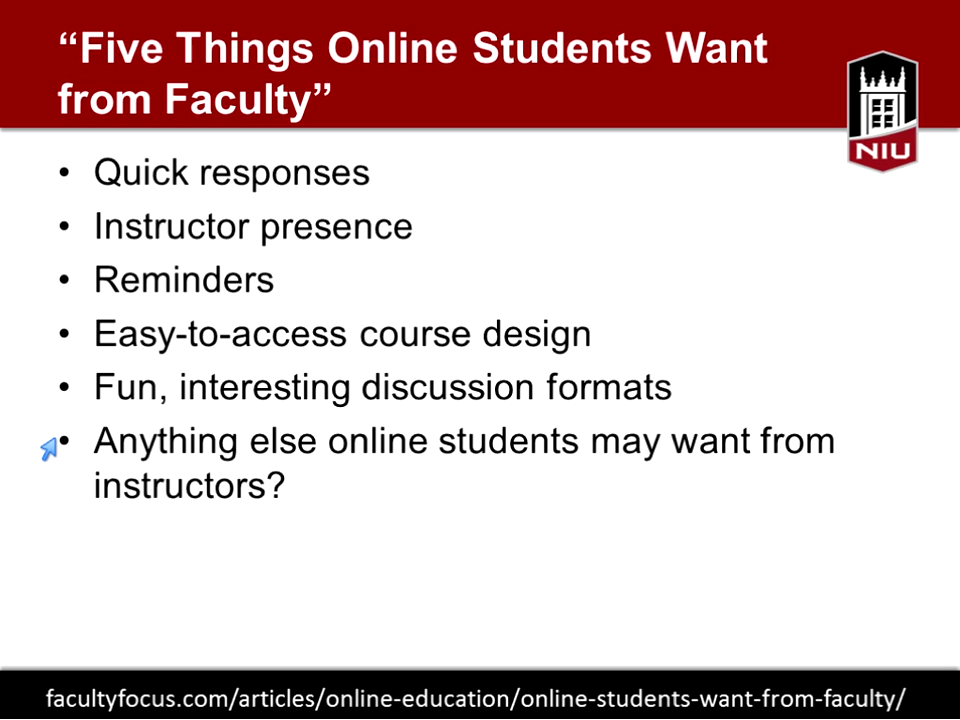 “Five Things Online Students Want
from Faculty”
NIU
• Quick responses
• Instructor presence
• Reminders
• Easy-to-access course design
• Fun, interesting discussion formats
• Anything else online students may want from
instructors?
facultyfocus.com/articles/online-education/online-students-want-from-faculty/